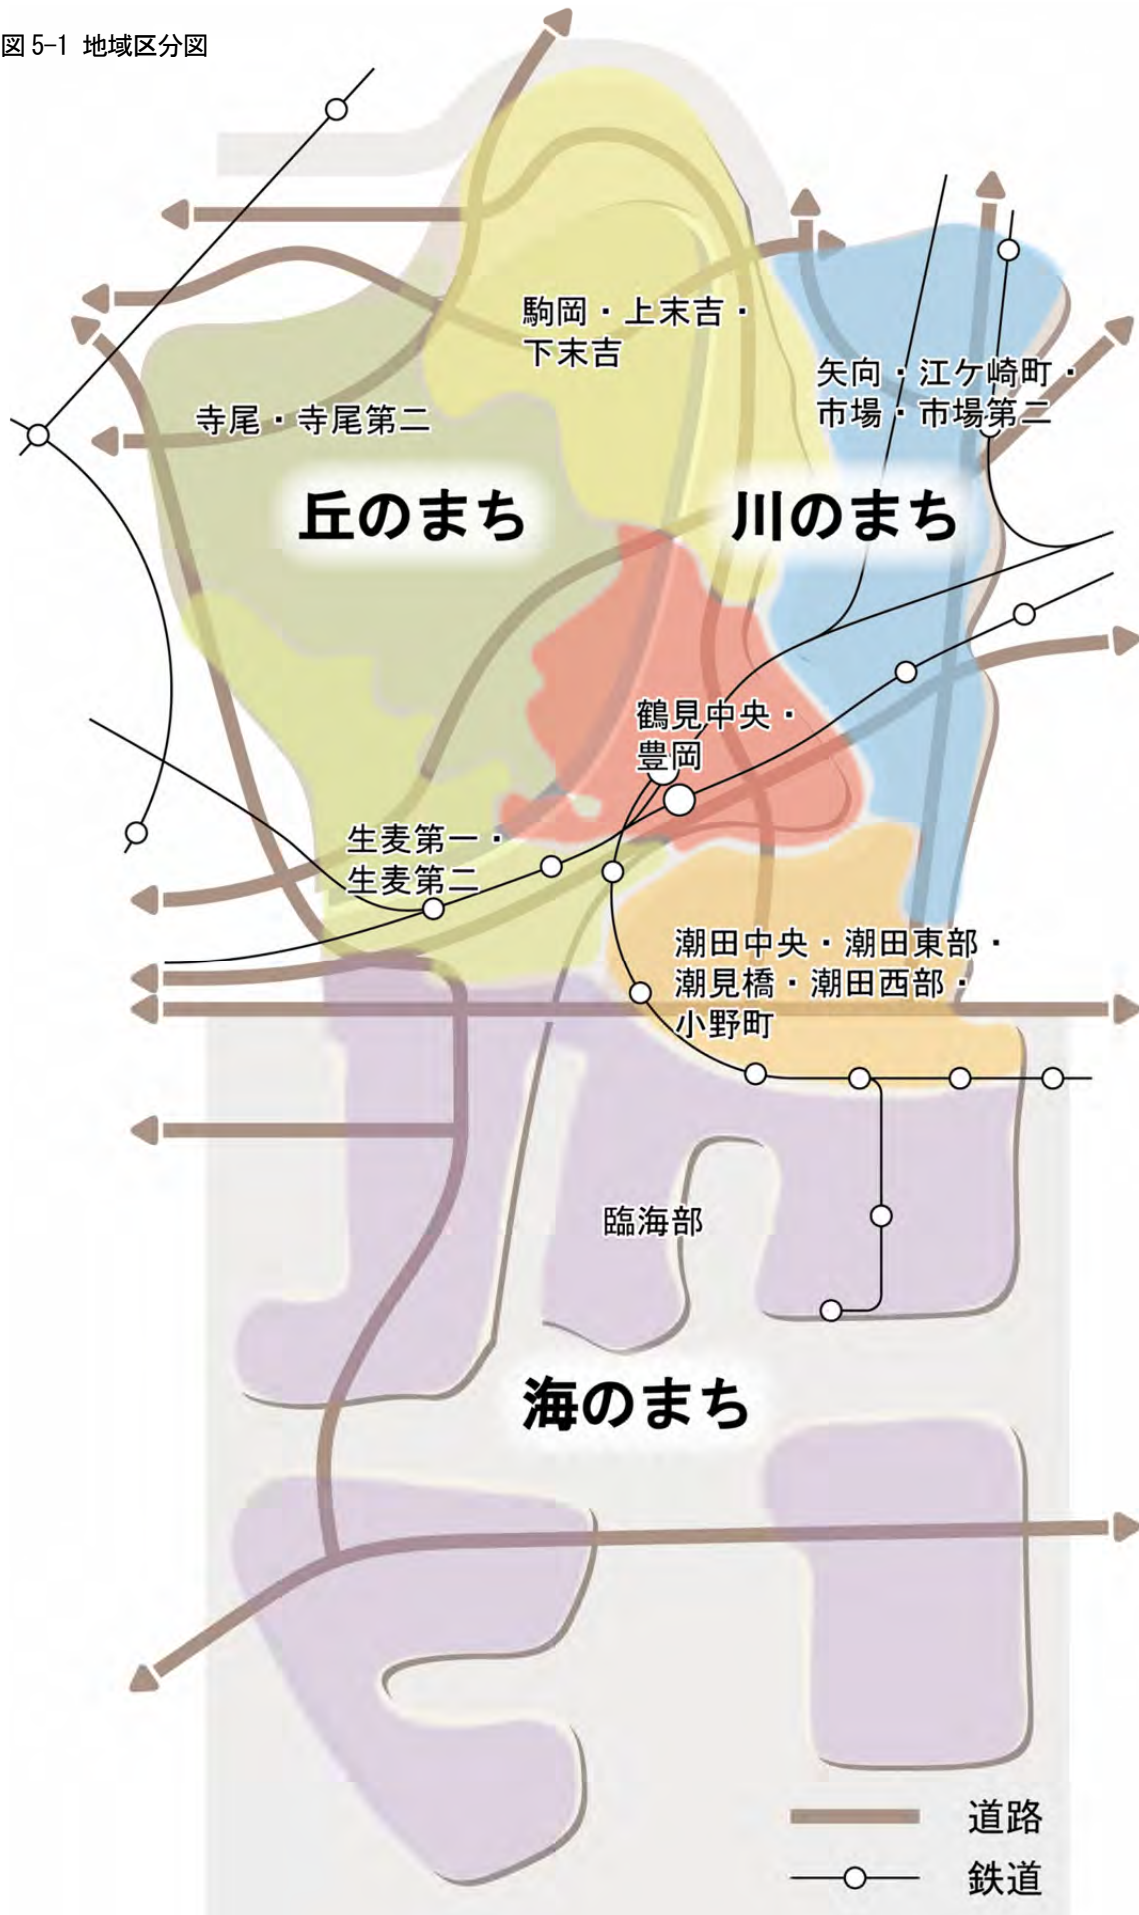 図5-1 地域区分図
駒岡・上末吉・
下末吉
矢向・江ケ崎町・
市場・市場第二
寺尾・寺尾第二
丘のまち
川のまち
鶴見中央・
豊岡
生麦第一・
生麦第二
潮田中央・潮田東部・
潮見橋・潮田西部・
小野町
臨海部
海のまち
道路
鉄道